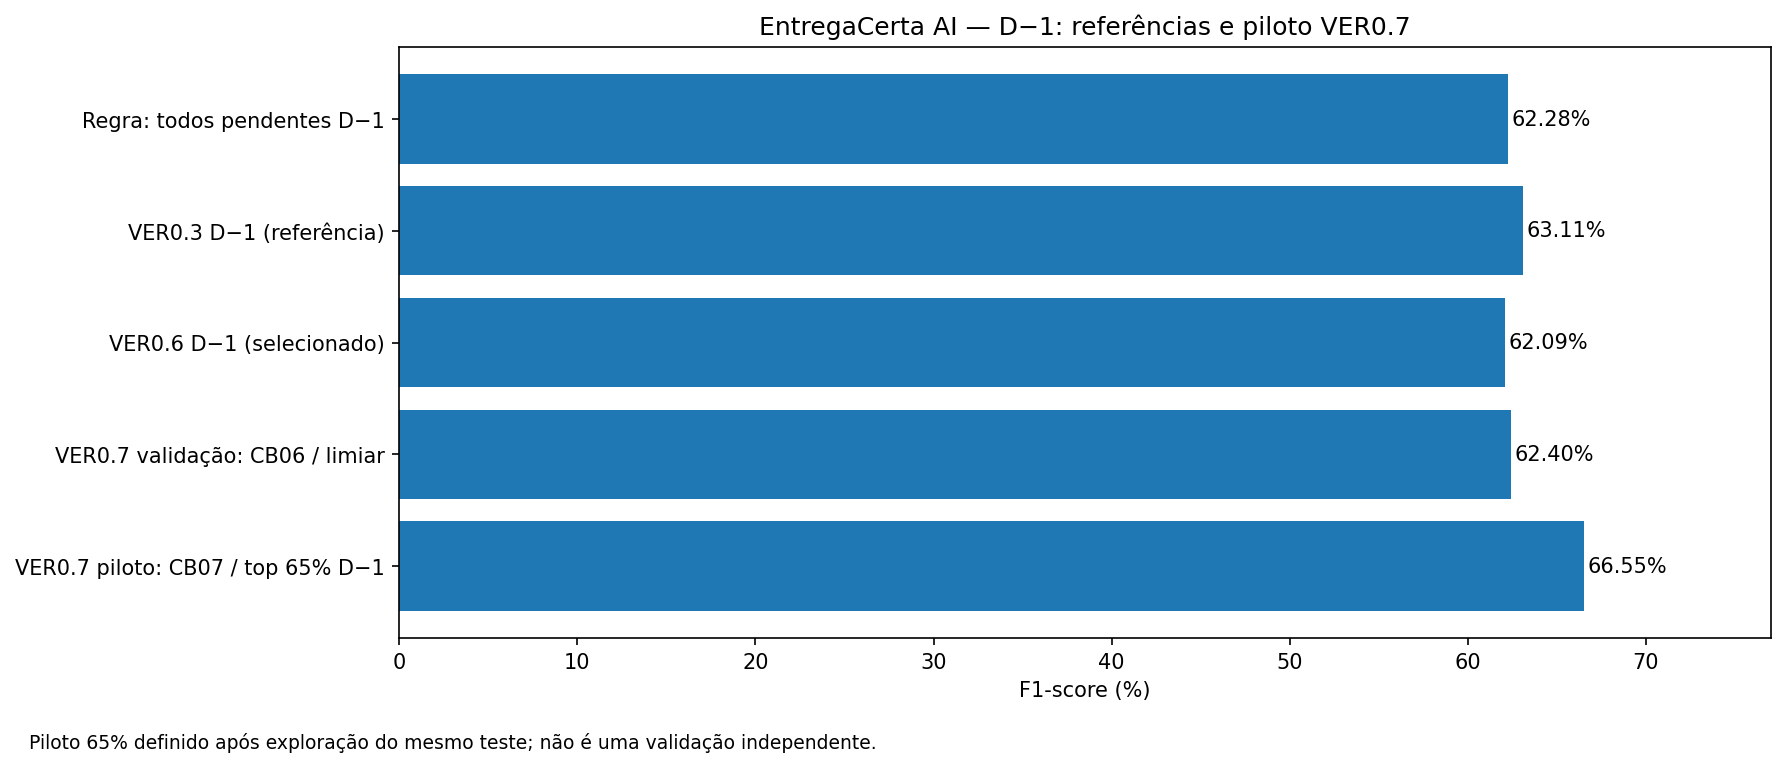 EntregaCerta AI — D−1: referências e piloto VER0.7
Regra: todos pendentes D−1
62.28%
VER0.3 D−1 (referência)
63.11%
VER0.6 D−1 (selecionado)
62.09%
VER0.7 validação: CB06 / limiar
62.40%
VER0.7 piloto: CB07 / top 65% D−1
66.55%
0 10 20 30 40 50 60 70
F1-score (%)
Piloto 65% definido após exploração do mesmo teste; não é uma validação independente.